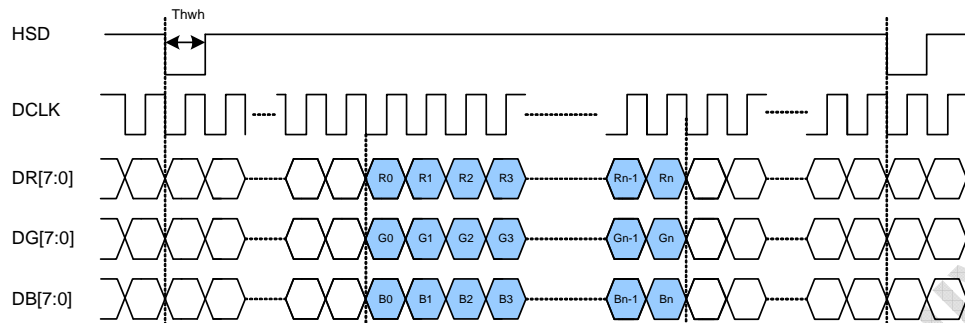 Thwh
HSD
DCLK
DR[7:0] R0 R1 R2 R3 Rn-1 Rn
DG[7:0] G0 G1 G2 G3 Gn-1 Gn
DB[7:0] B0 B1 B2 B3 Bn-1 Bn